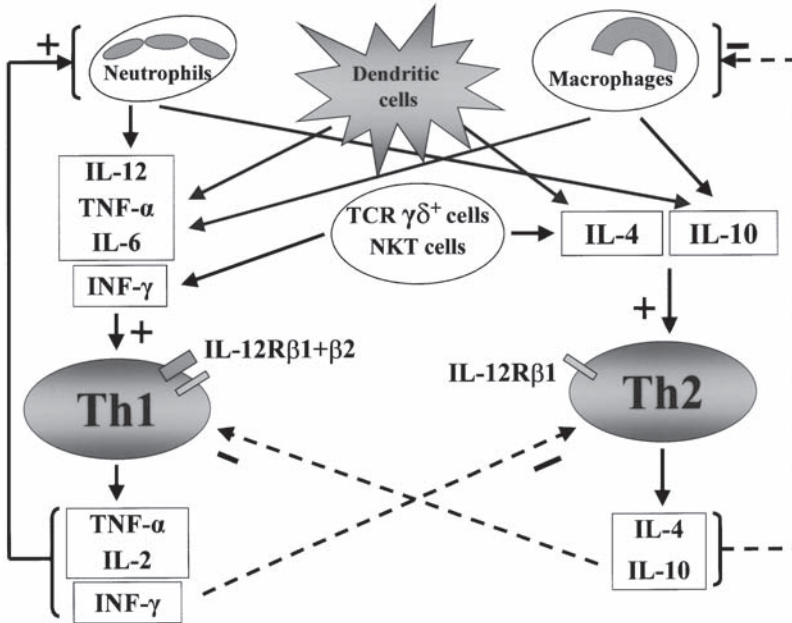 +
Neutrophils
Dendritic
cells
Macrophages
–
IL-12
TNF-α
IL-6
INF-γ
TCR γδ+ cells
NKT cells
IL-4
IL-10
+
+
IL-12Rβ1+β2
IL-12Rβ1
Th1
Th2
–
–
TNF-α
IL-2
INF-γ
IL-4
IL-10